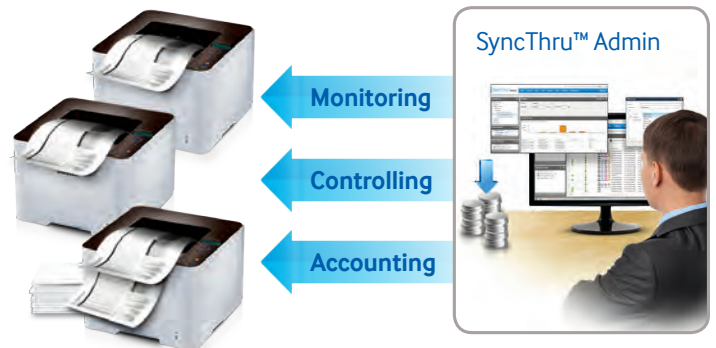 SyncThru™ Admin
Monitoring
Controlling
Accounting